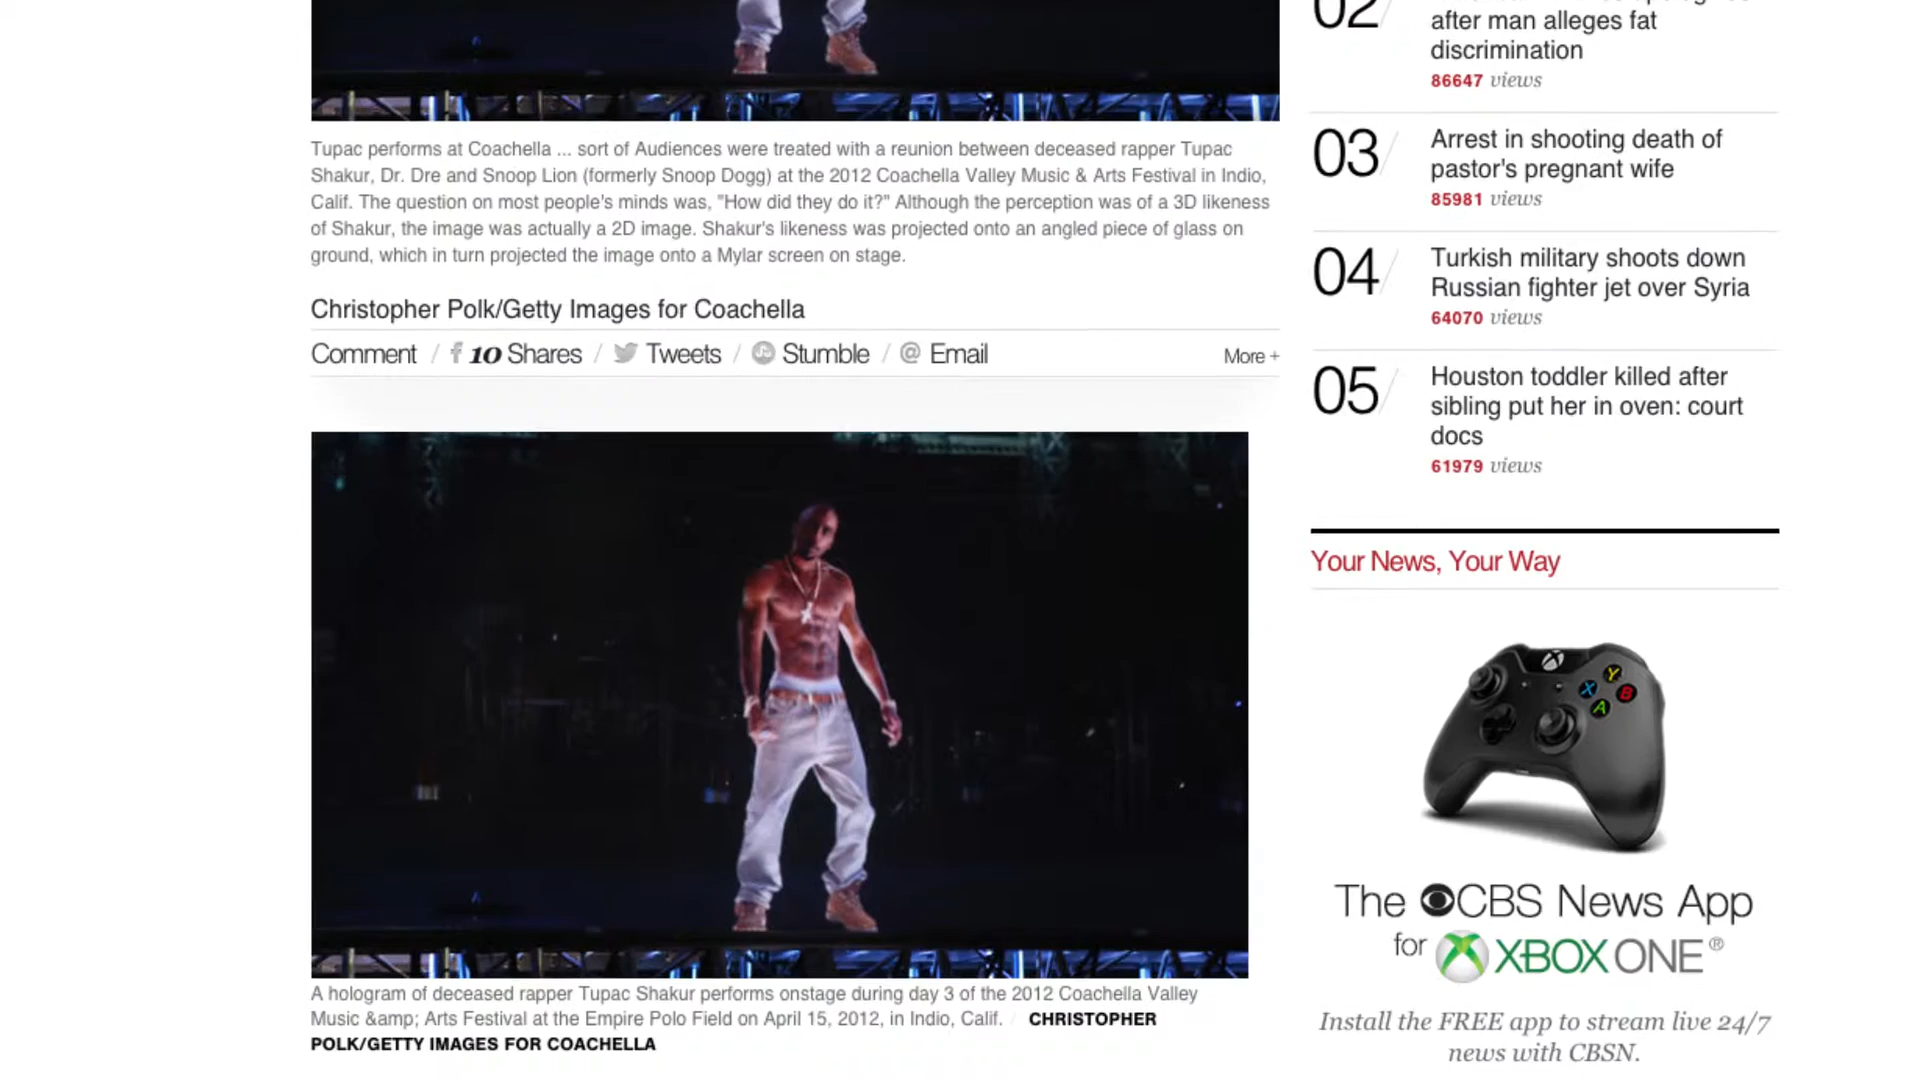 Tupac performs at Coachella ... sort of Audiences were treated with a reunion between deceased rapper Tupac
Shakur, Dr. Dre and Snoop Lion (formerly Snoop Dogg) at the 2012 Coachella Valley Music & Arts Festival in Indio,
Calif. The question on most people's minds was, "How did they do it?" Although the perception was of a 3D likeness
of Shakur, the image was actually a 2D image. Shakur's likeness was projected onto an angled piece of glass on
ground, which in turn projected the image onto a Mylar screen on stage.
Christopher Polk/Getty Images for Coachella
Comment / f 10 Shares / Tweets / Stumble / @ Email
More +
A hologram of deceased rapper Tupac Shakur performs onstage during day 3 of the 2012 Coachella Valley
Music &amp; Arts Festival at the Empire Polo Field on April 15, 2012, in Indio, Calif. / CHRISTOPHER
POLK/GETTY IMAGES FOR COACHELLA
02/
after man alleges fat
discrimination
86647 views
03/
Arrest in shooting death of
pastor's pregnant wife
85981 views
04/
Turkish military shoots down
Russian fighter jet over Syria
64070 views
05/
Houston toddler killed after
sibling put her in oven: court
docs
61979 views
Your News, Your Way
Y
X B
A
The CBS News App
for XBOX ONE®
Install the FREE app to stream live 24/7
news with CBSN.